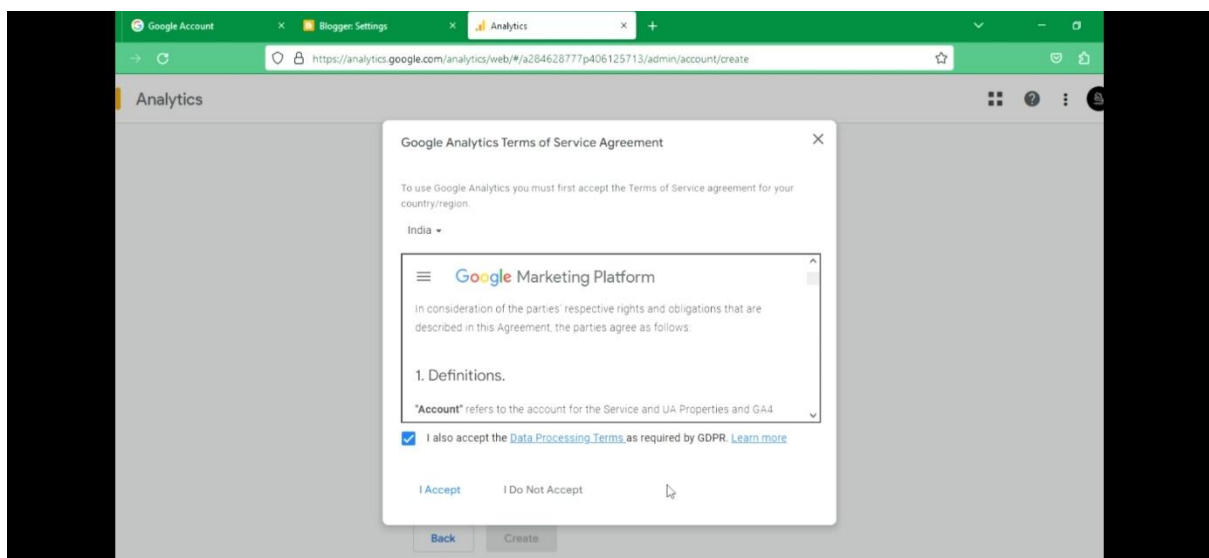 Google Account
Blogger: Settings
Analytics
https://analytics.google.com/analytics/web/#/a284628777p406125713/admin/account/create
Analytics
Google Analytics Terms of Service Agreement
To use Google Analytics you must first accept the Terms of Service agreement for your
country/region.
India
Google Marketing Platform
In consideration of the parties' respective rights and obligations that are
described in this Agreement, the parties agree as follows:
1. Definitions.
"Account" refers to the account for the Service and UA Properties and GA4
I also accept the Data Processing Terms as required by GDPR. Learn more
I Accept I Do Not Accept
Back Create